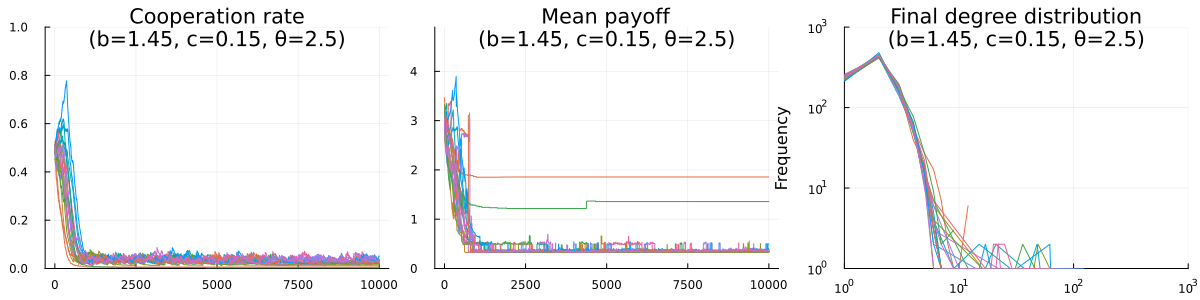 Cooperation rate
(b=1.45, c=0.15, θ=2.5)
1.0
0.8
0.6
0.4
0.2
0.0
0 2500 5000 7500 10000
Mean payoff
(b=1.45, c=0.15, θ=2.5)
4
3
2
1
0
0 2500 5000 7500 10000
Final degree distribution
(b=1.45, c=0.15, θ=2.5)
Frequency
10³
10²
10¹
10⁰
10⁰ 10¹ 10² 10³